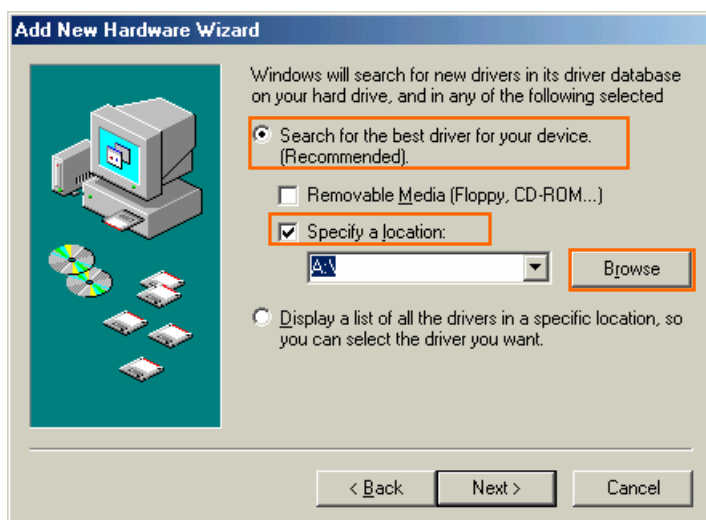 Add New Hardware Wizard
Windows will search for new drivers in its driver database
on your hard drive, and in any of the following selected
Search for the best driver for your device.
(Recommended).
Removable Media (Floppy, CD-ROM...)
Specify a location:
A:\
Browse
Display a list of all the drivers in a specific location, so
you can select the driver you want.
< Back
Next >
Cancel